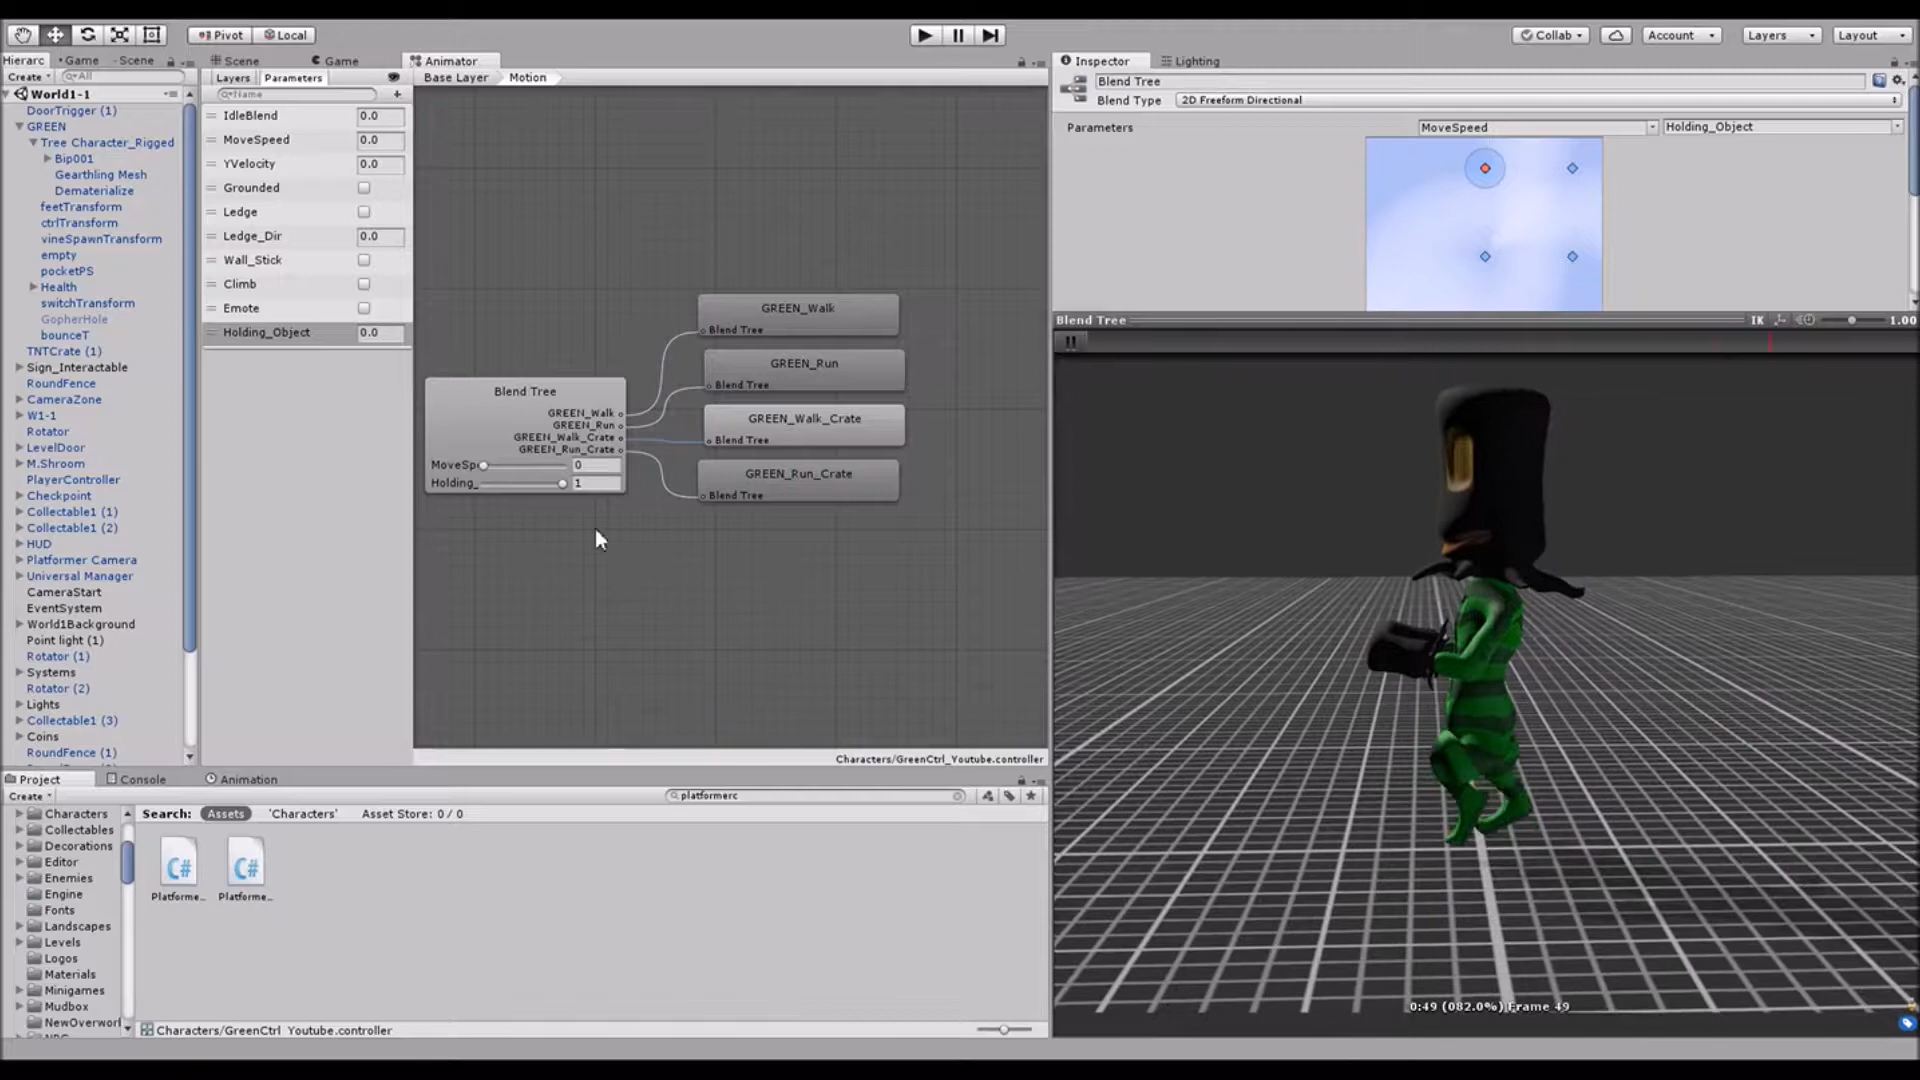 Pivot Local
Collab Account Layers Layout
Hierarc Game Scene
Create All
World1-1
DoorTrigger (1)
GREEN
Tree Character_Rigged
Bip001
Gearthling Mesh
Dematerialize
feetTransform
ctrlTransform
vineSpawnTransform
empty
pocketPS
Health
switchTransform
GopherHole
bounceT
TNTCrate (1)
Sign_Interactable
RoundFence
CameraZone
W1-1
Rotator
LevelDoor
M.Shroom
PlayerController
Checkpoint
Collectable1 (1)
Collectable1 (2)
HUD
Platformer Camera
Universal Manager
CameraStart
EventSystem
World1Background
Point light (1)
Rotator (1)
Systems
Rotator (2)
Lights
Collectable1 (3)
Coins
RoundFence (1)
Scene Game Animator
Layers Parameters
Base Layer Motion
Name
IdleBlend 0.0
MoveSpeed 0.0
YVelocity 0.0
Grounded
Ledge
Ledge_Dir 0.0
Wall_Stick
Climb
Emote
Holding_Object 0.0
Blend Tree
GREEN_Walk
GREEN_Run
GREEN_Walk_Crate
GREEN_Run_Crate
MoveSp 0
Holding_ 1
GREEN_Walk
Blend Tree
GREEN_Run
Blend Tree
GREEN_Walk_Crate
Blend Tree
GREEN_Run_Crate
Blend Tree
Characters/GreenCtrl_Youtube.controller
Inspector Lighting
Blend Tree
Blend Type 2D Freeform Directional
Parameters MoveSpeed Holding_Object
Blend Tree IK 1.00
0:49 (082.0%) Frame 49
Project Console Animation
Create platformerc
Characters
Collectables
Decorations
Editor
Enemies
Engine
Fonts
Landscapes
Levels
Logos
Materials
Minigames
Mudbox
NewOverworl
Search: Assets 'Characters' Asset Store: 0 / 0
C# C#
Platforme... Platforme...
Characters/GreenCtrl_Youtube.controller